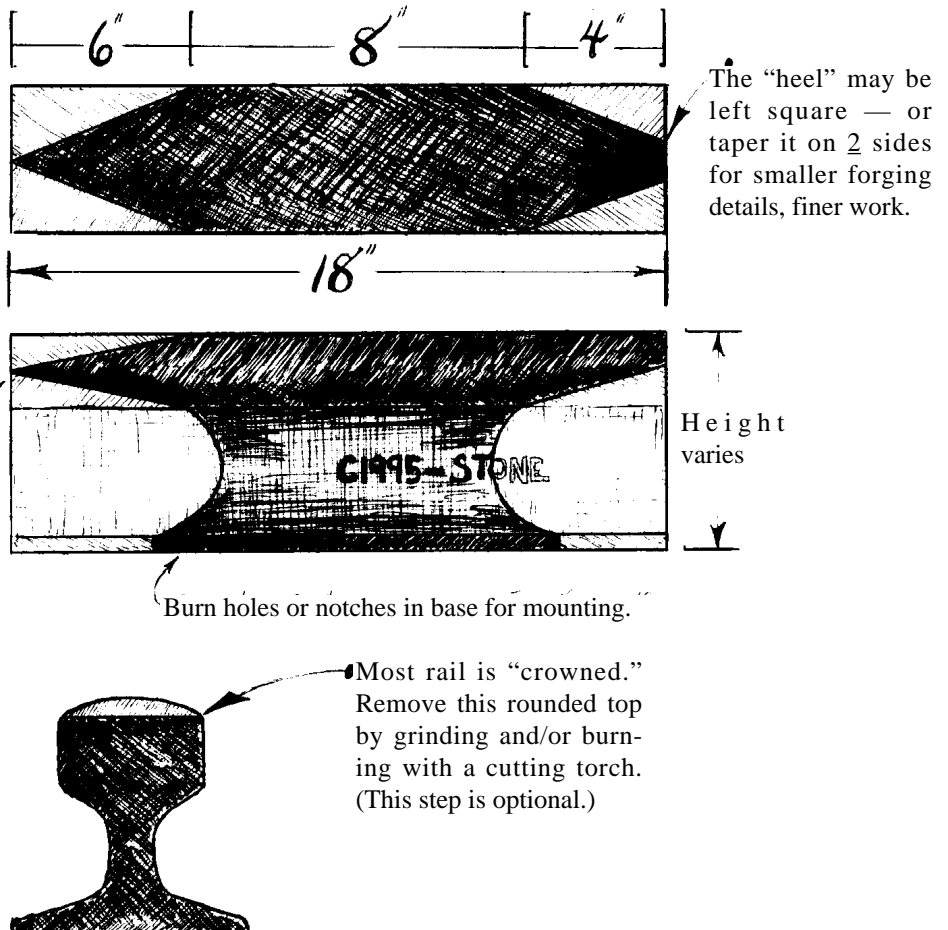 6" 8" 4"
The “heel” may be
left square — or
taper it on 2 sides
for smaller forging
details, finer work.
18"
Height
varies
C1995-STONE
Burn holes or notches in base for mounting.
Most rail is “crowned.”
Remove this rounded top
by grinding and/or burn-
ing with a cutting torch.
(This step is optional.)